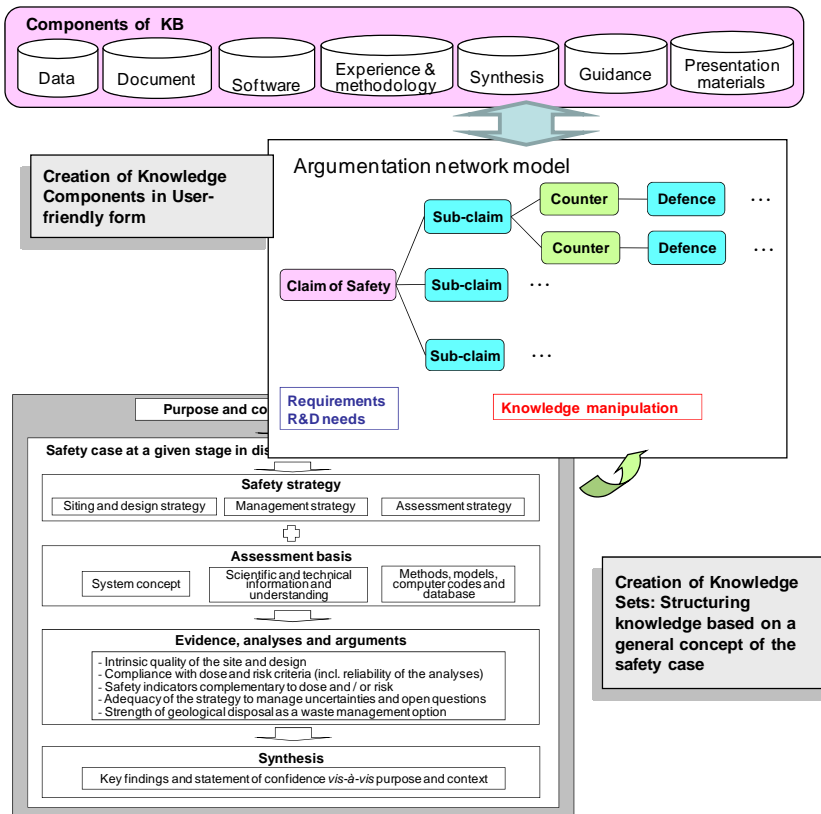 Components of KB
Data
Document
Software
Experience &
methodology
Synthesis
Guidance
Presentation
materials
Creation of Knowledge
Components in User-
friendly form
Argumentation network model
Claim of Safety
Sub-claim
Counter
Defence
...
Counter
Defence
...
Sub-claim
...
Sub-claim
...
Requirements
R&D needs
Knowledge manipulation
Purpose and co
Safety case at a given stage in dis
Safety strategy
Siting and design strategy
Management strategy
Assessment strategy
Assessment basis
System concept
Scientific and technical
information and
understanding
Methods, models,
computer codes and
database
Evidence, analyses and arguments
- Intrinsic quality of the site and design
- Compliance with dose and risk criteria (incl. reliability of the analyses)
- Safety indicators complementary to dose and / or risk
- Adequacy of the strategy to manage uncertainties and open questions
- Strength of geological disposal as a waste management option
Synthesis
Key findings and statement of confidence vis-à-vis purpose and context
Creation of Knowledge
Sets: Structuring
knowledge based on a
general concept of the
safety case